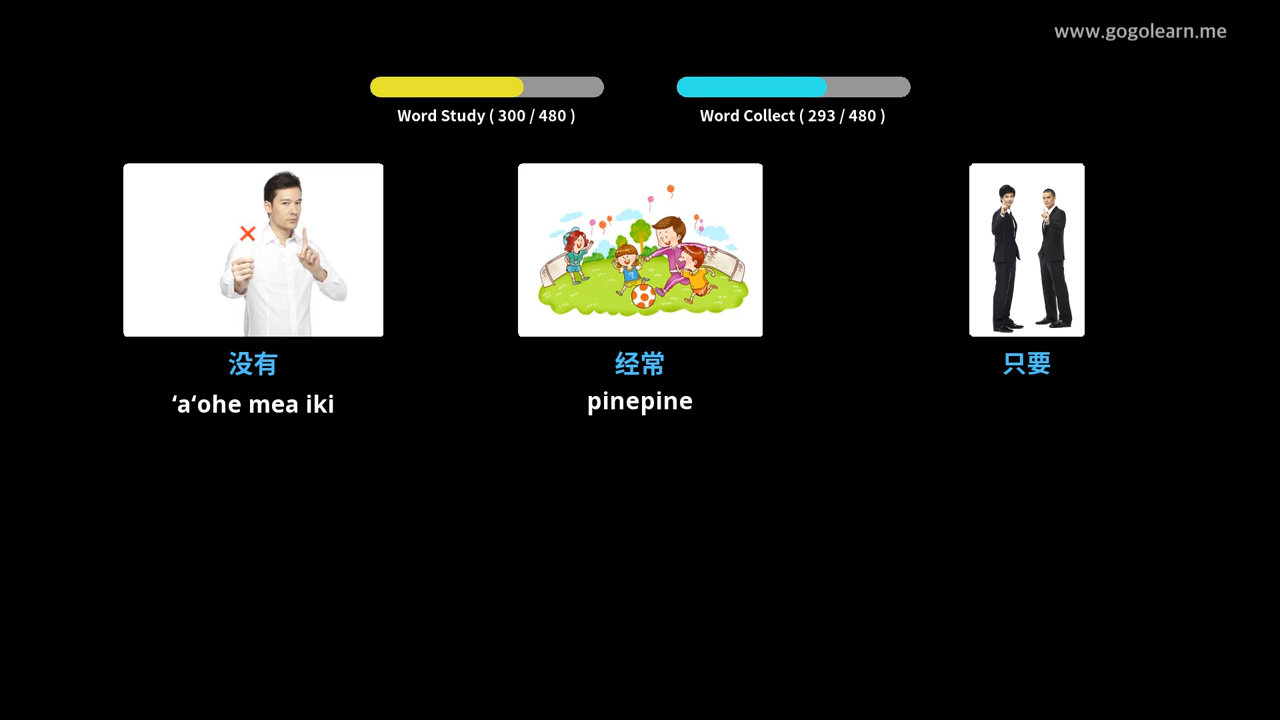 www.gogolearn.me
Word Study ( 300 / 480 )
Word Collect ( 293 / 480 )
没有
经常
只要
ʻaʻohe mea iki
pinepine